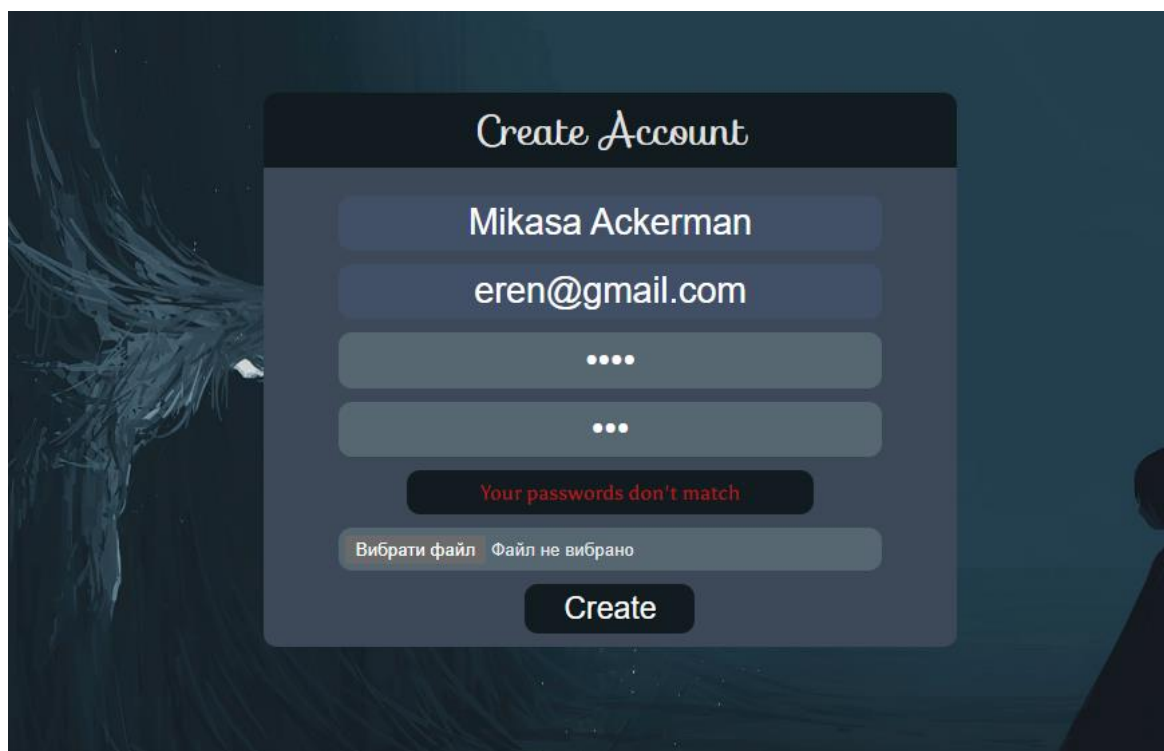 Create Account
Mikasa Ackerman
eren@gmail.com
••••
•••
Your passwords don't match
Вибрати файл Файл не вибрано
Create